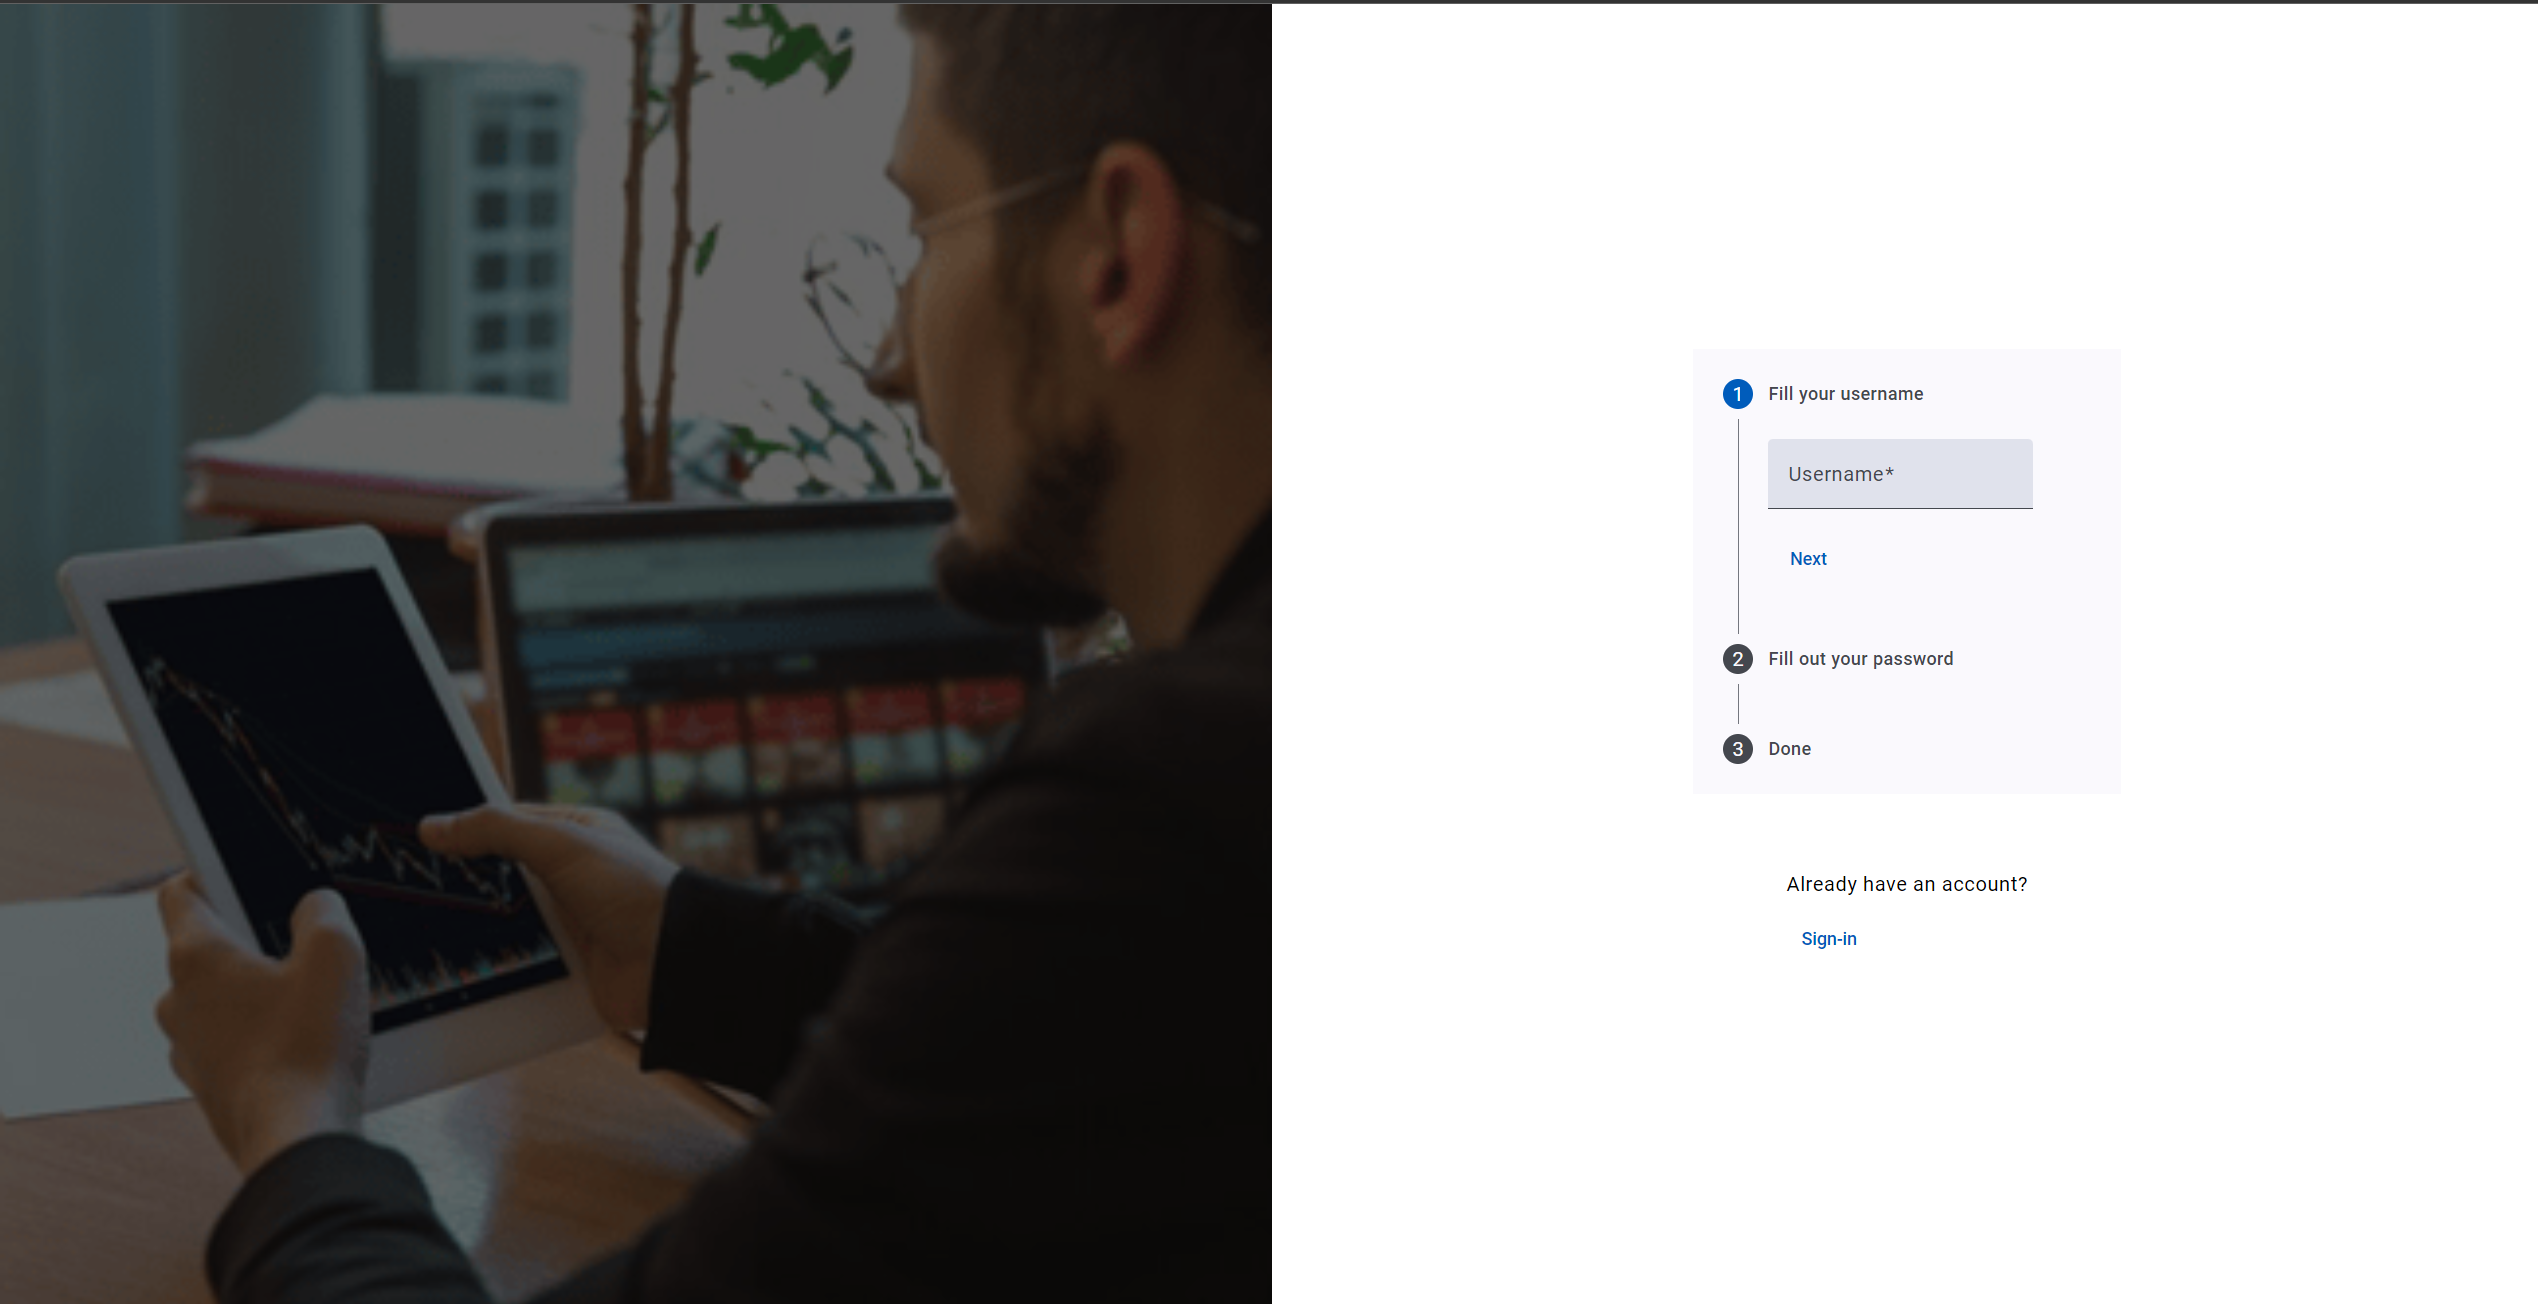 1 Fill your username
Username*
Next
2 Fill out your password
3 Done
Already have an account?
Sign-in